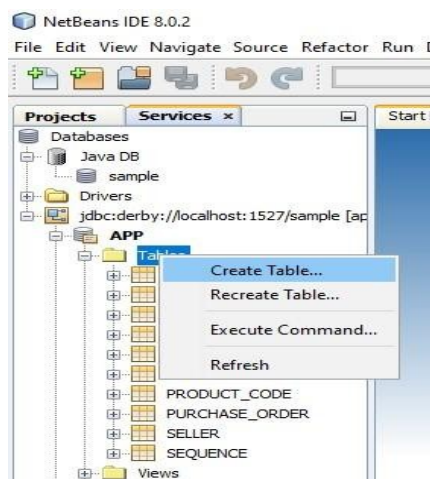 NetBeans IDE 8.0.2
File Edit View Navigate Source Refactor Run
Projects Services × Start
Databases
Java DB
sample
Drivers
jdbc:derby://localhost:1527/sample [ap
APP
Create Table...
Recreate Table...
Execute Command...
Refresh
PRODUCT_CODE
PURCHASE_ORDER
SELLER
SEQUENCE
Views